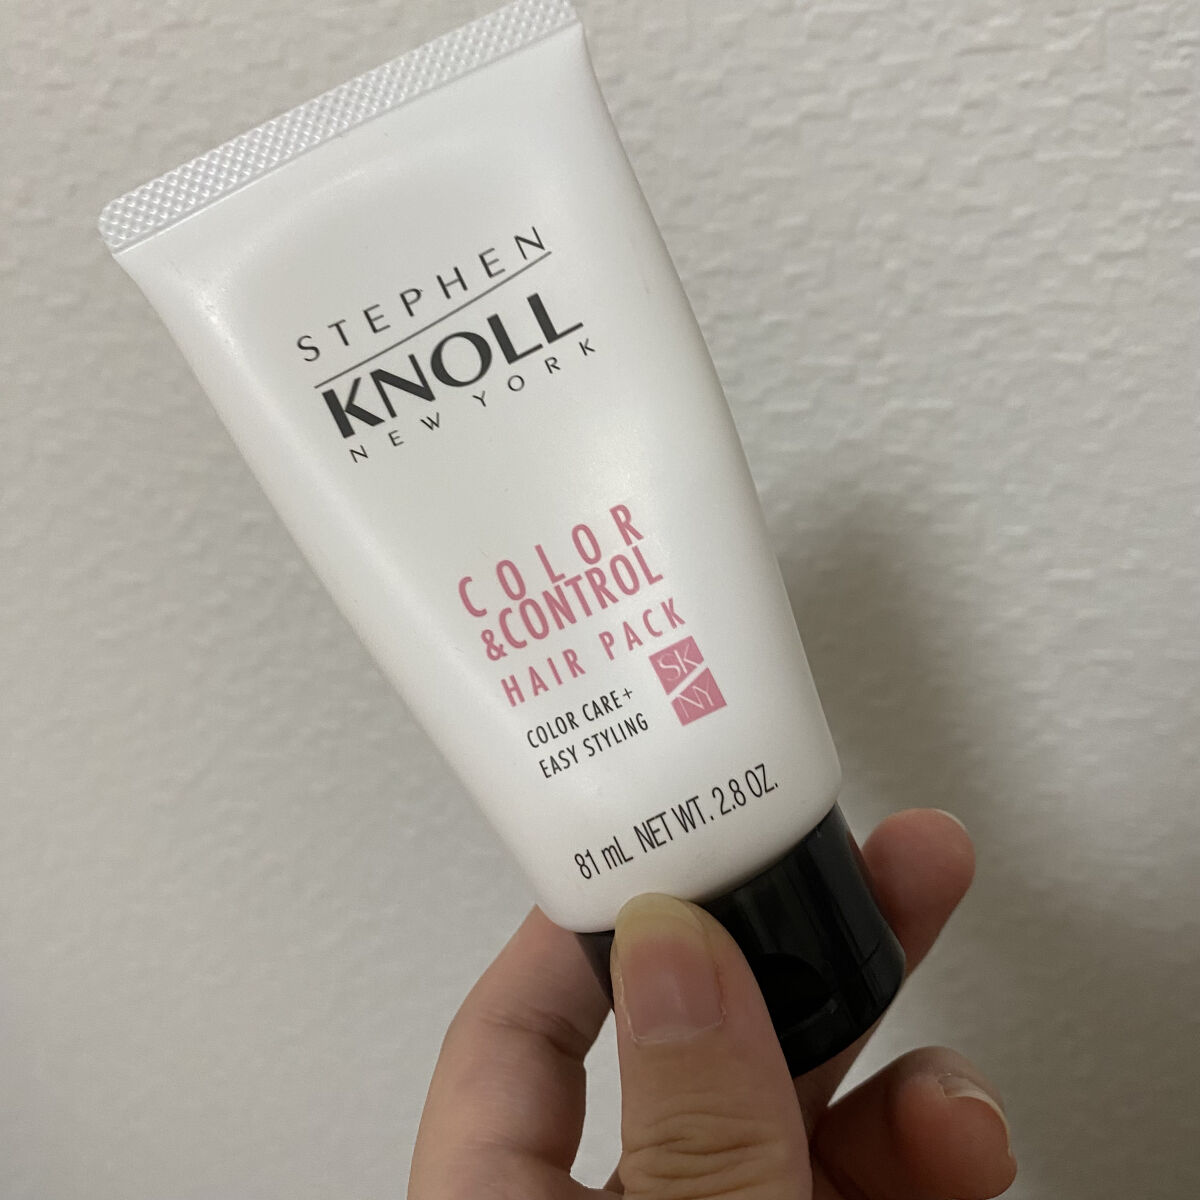 STEPHEN
KNOLL
NEW YORK
COLOR
&CONTROL
HAIR PACK
COLOR CARE+
EASY STYLING
SK
NY
81 mL NET WT. 2.8 OZ.